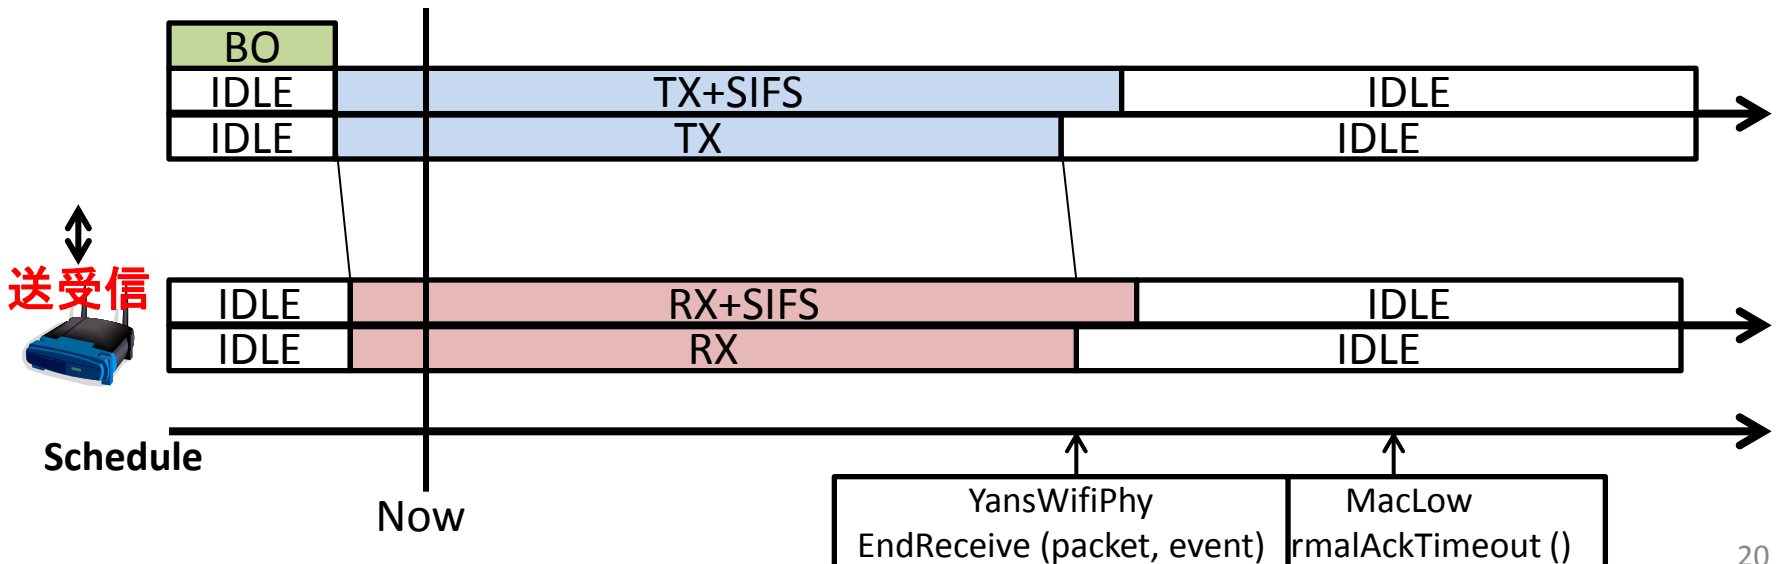 BO
IDLE TX+SIFS IDLE
IDLE TX IDLE
送受信
IDLE RX+SIFS IDLE
IDLE RX IDLE
Schedule
Now
YansWifiPhy
EndReceive (packet, event)
MacLow
rmalAckTimeout ()
20